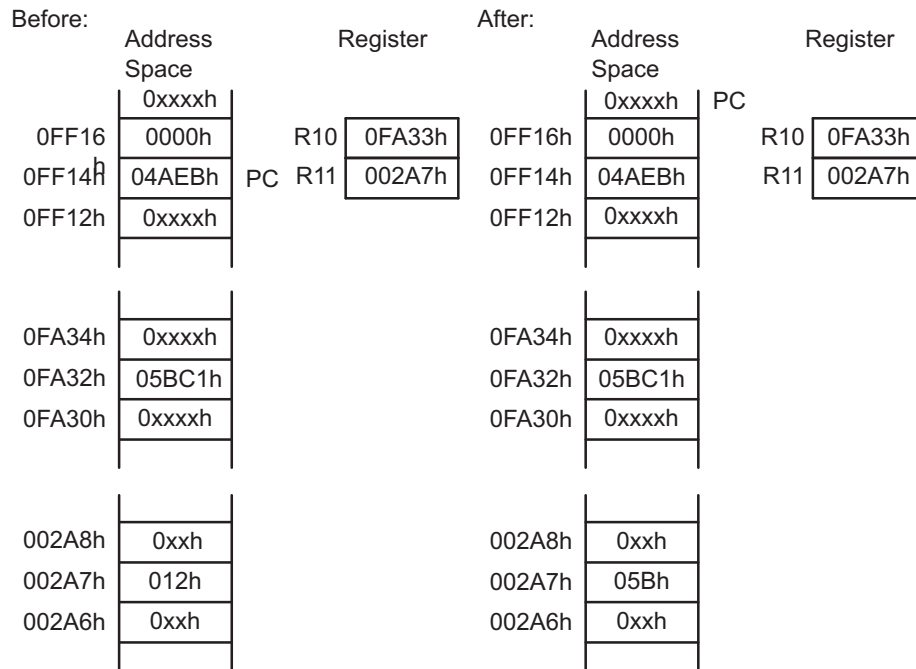 Before: After:
Address Register Address Register
Space Space
0xxxxh 0xxxxh PC
0FF16 0000h R10 0FA33h 0FF16h 0000h R10 0FA33h
h
0FF14h 04AEBh PC R11 002A7h 0FF14h 04AEBh R11 002A7h
0FF12h 0xxxxh 0FF12h 0xxxxh
0FA34h 0xxxxh 0FA34h 0xxxxh
0FA32h 05BC1h 0FA32h 05BC1h
0FA30h 0xxxxh 0FA30h 0xxxxh
002A8h 0xxh 002A8h 0xxh
002A7h 012h 002A7h 05Bh
002A6h 0xxh 002A6h 0xxh